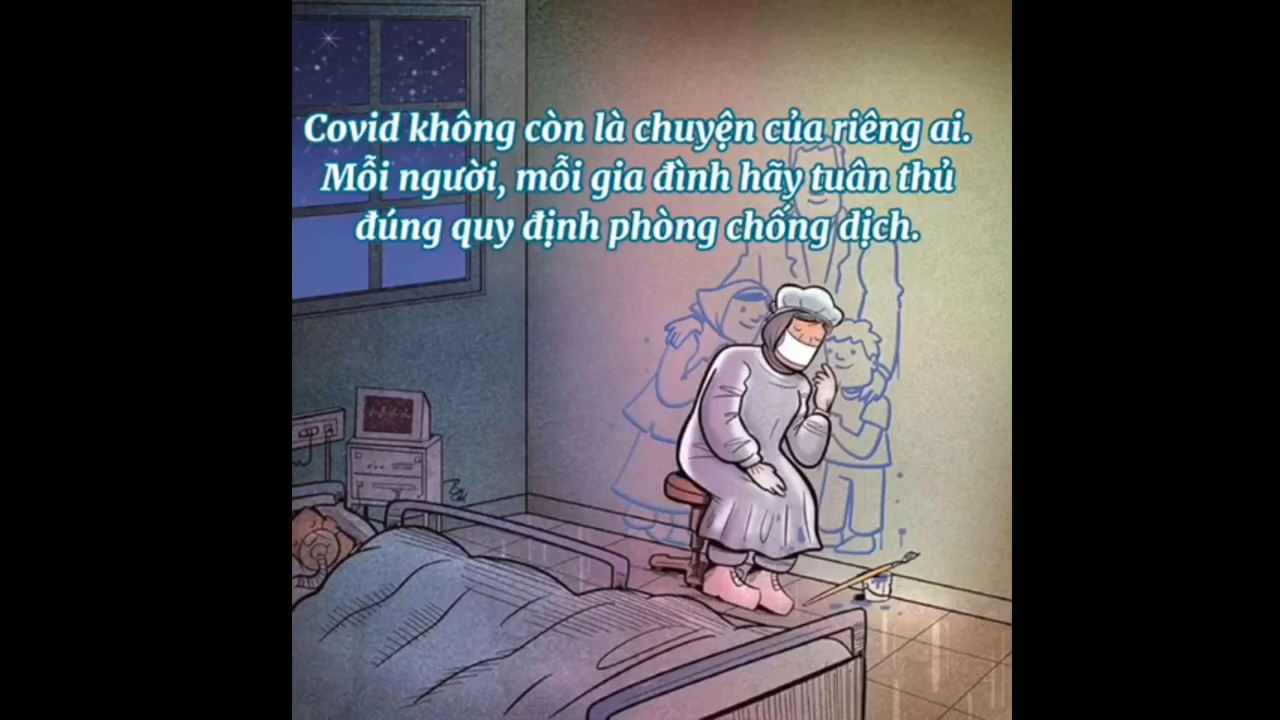 Covid không còn là chuyện của riêng ai.
Mỗi người, mỗi gia đình hãy tuân thủ
đúng quy định phòng chống dịch.